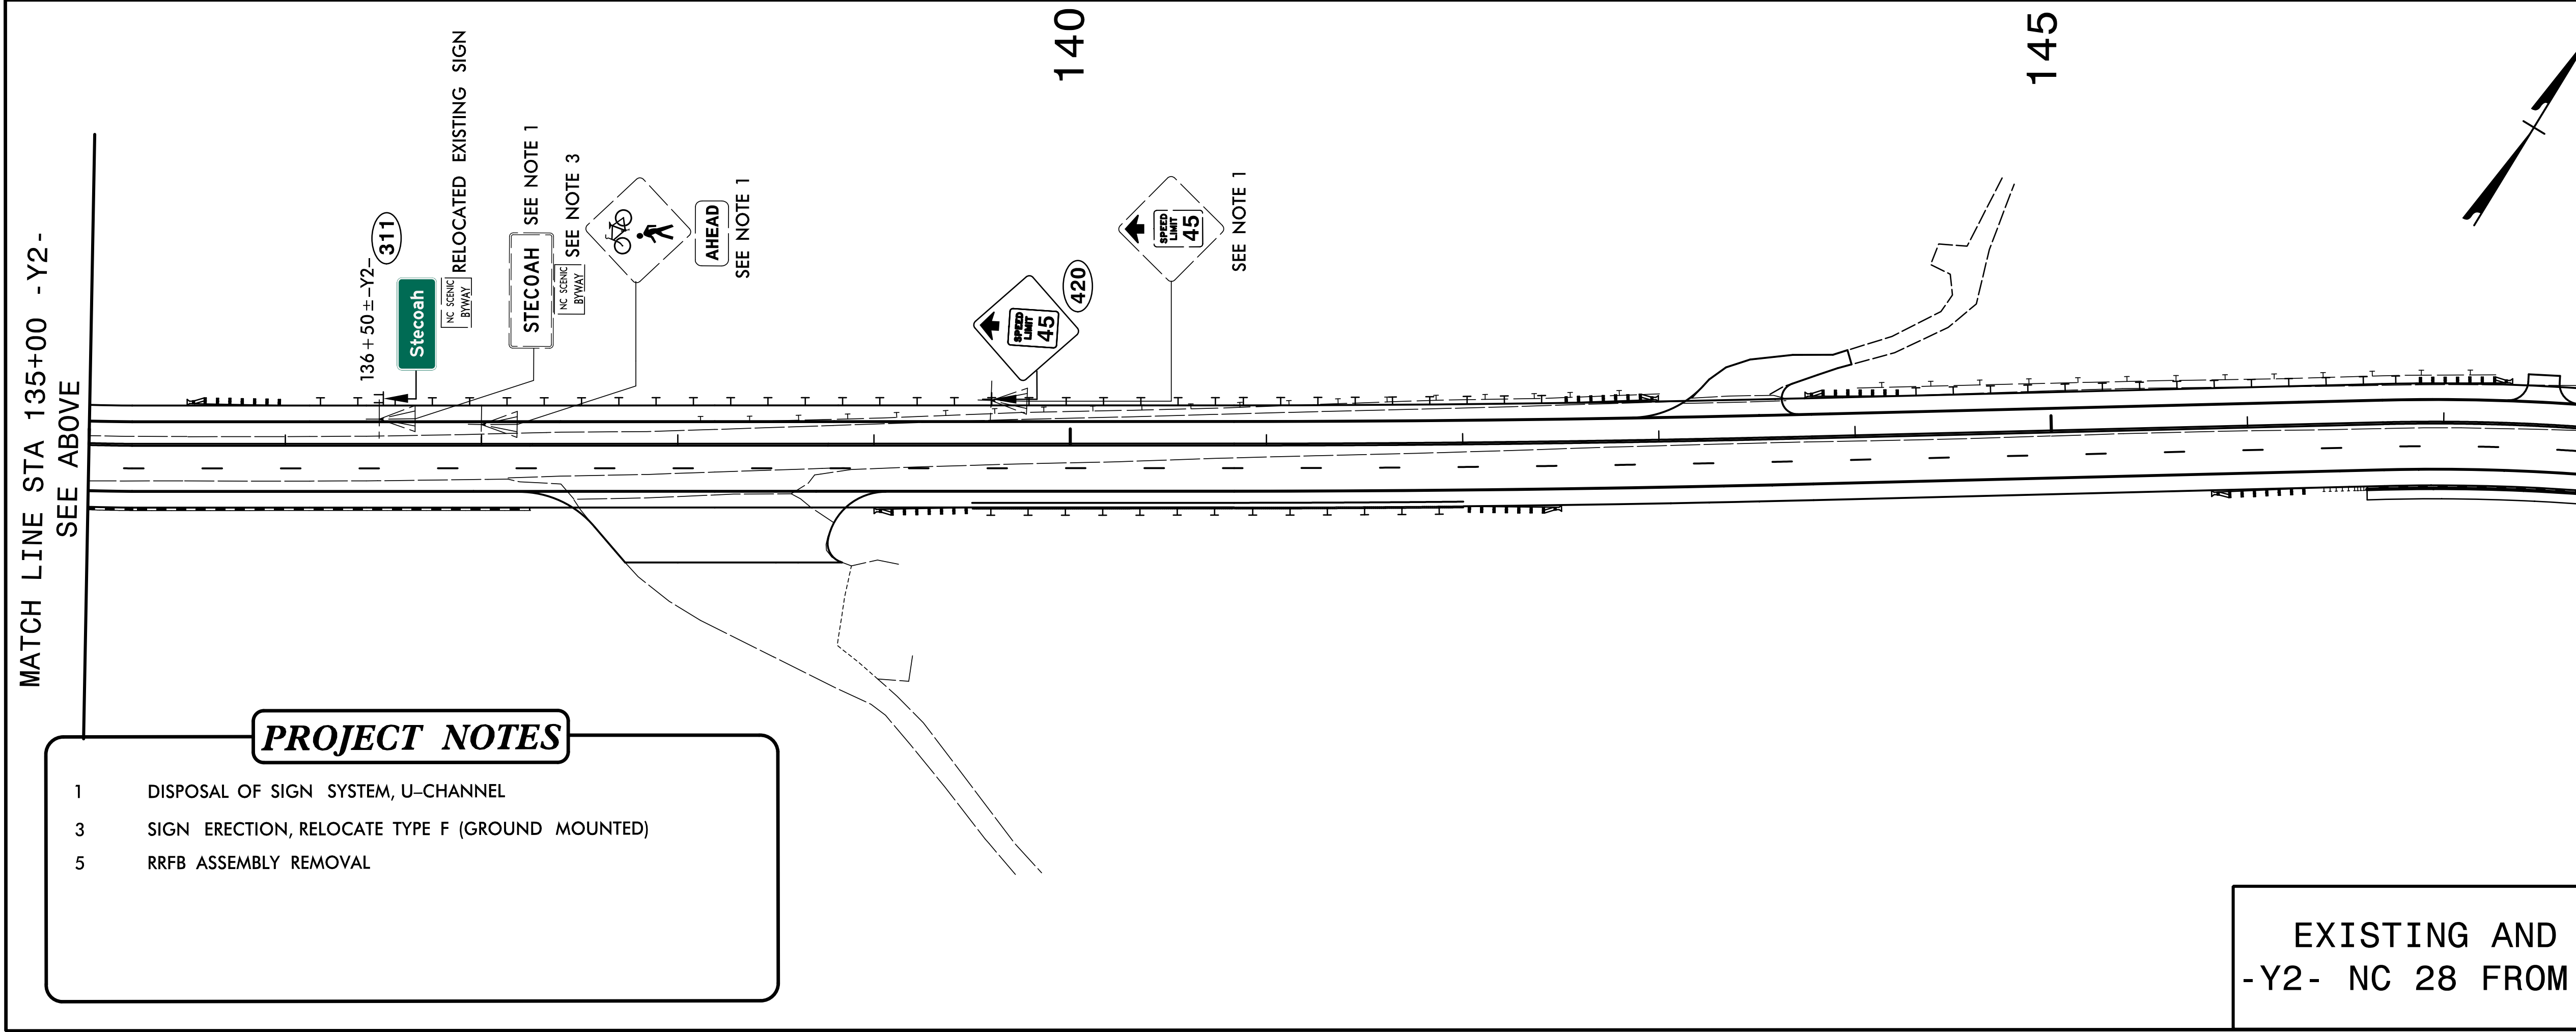 140
145
MATCH LINE STA 135+00 -Y2-
SEE ABOVE
136+50±-Y2-
311
Stecoah
NC SCENIC
BYWAY
RELOCATED EXISTING SIGN
STECOAH
SEE NOTE 1
NC SCENIC
BYWAY
SEE NOTE 3
AHEAD
SEE NOTE 1
SPEED
LIMIT
45
420
SPEED
LIMIT
45
SEE NOTE 1
PROJECT NOTES
1 DISPOSAL OF SIGN SYSTEM, U-CHANNEL
3 SIGN ERECTION, RELOCATE TYPE F (GROUND MOUNTED)
5 RRFB ASSEMBLY REMOVAL
EXISTING AND
-Y2- NC 28 FROM